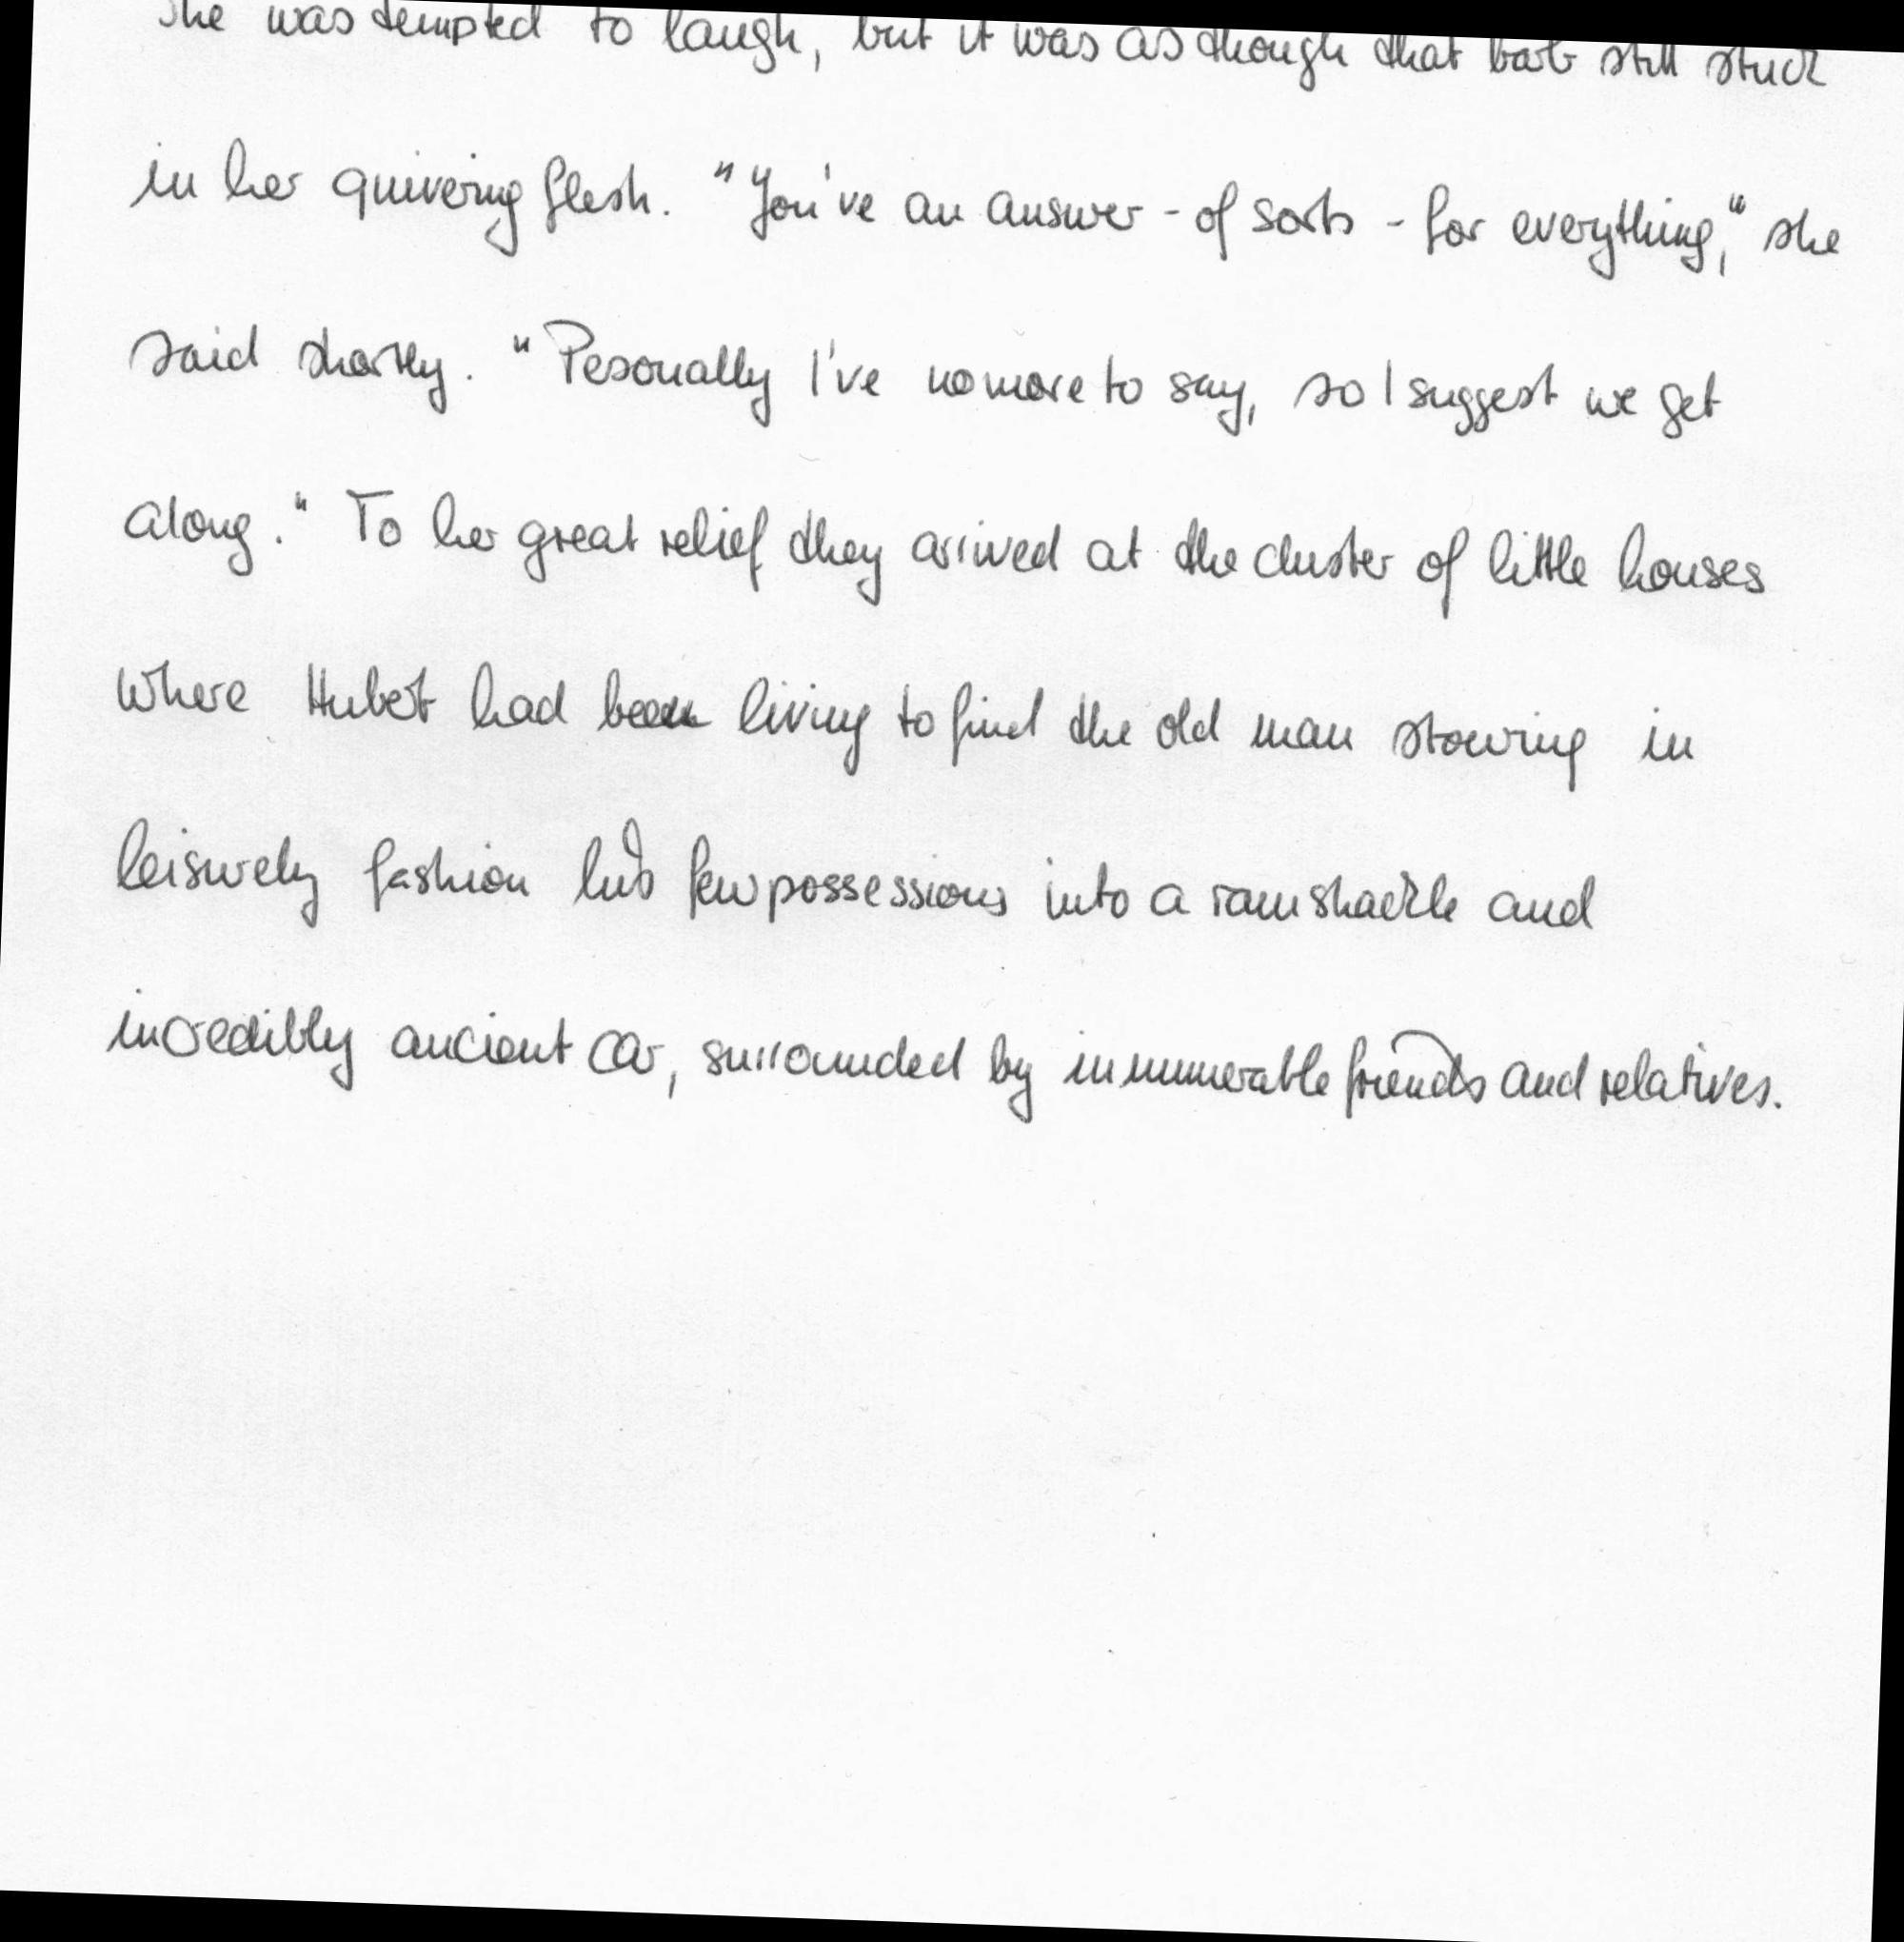 She was tempted to laugh, but it was as though that barb still stuck
in her quivering flesh. "You've an answer - of sorts - for everything," she
said shortly. "Pesonally I've no more to say, so I suggest we get
along." To her great relief they arrived at the cluster of little houses
where Hubert had been living to find the old man stowing in
leisurely fashion his few possessions into a ramshackle and
incredibly ancient car, surrounded by innumerable friends and relatives.